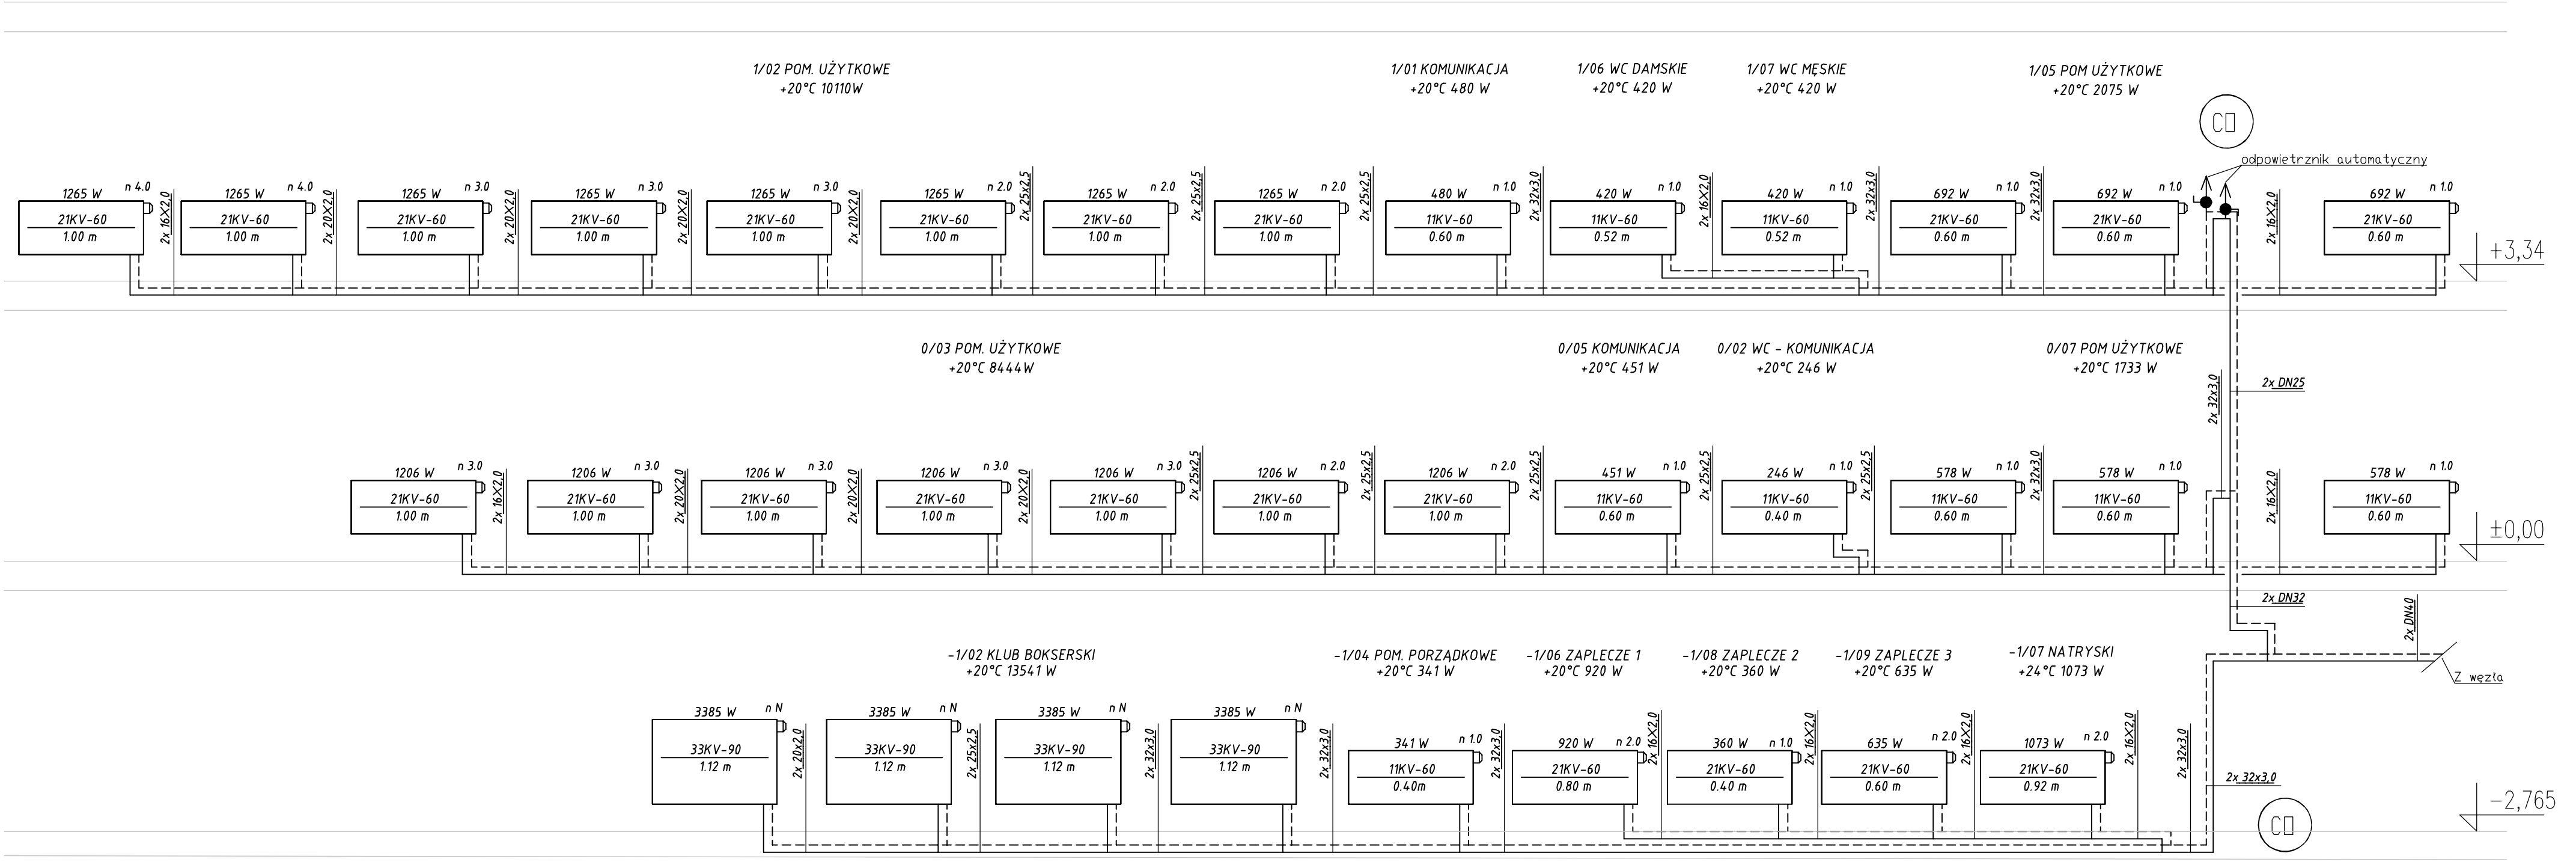 1/02 POM. UŻYTKOWE
+20°C 10110W
1/01 KOMUNIKACJA
+20°C 480 W
1/06 WC DAMSKIE
+20°C 420 W
1/07 WC MĘSKIE
+20°C 420 W
1/05 POM UŻYTKOWE
+20°C 2075 W
odpowietrznik automatyczny
1265 W n 4.0
21KV-60
1.00 m
2x 16X2,0
1265 W n 4.0
21KV-60
1.00 m
2x 20X2,0
1265 W n 3.0
21KV-60
1.00 m
2x 20X2,0
1265 W n 3.0
21KV-60
1.00 m
2x 20X2,0
1265 W n 3.0
21KV-60
1.00 m
2x 20X2,0
1265 W n 2.0
21KV-60
1.00 m
2x 25x2,5
1265 W n 2.0
21KV-60
1.00 m
2x 25x2,5
1265 W n 2.0
21KV-60
1.00 m
2x 25x2,5
480 W n 1.0
11KV-60
0.60 m
2x 32x3,0
420 W n 1.0
11KV-60
0.52 m
2x 16X2,0
420 W n 1.0
11KV-60
0.52 m
2x 32x3,0
692 W n 1.0
21KV-60
0.60 m
2x 32x3,0
692 W n 1.0
21KV-60
0.60 m
2x 16X2,0
692 W n 1.0
21KV-60
0.60 m
+3,34
0/03 POM. UŻYTKOWE
+20°C 8444W
0/05 KOMUNIKACJA
+20°C 451 W
0/02 WC - KOMUNIKACJA
+20°C 246 W
0/07 POM UŻYTKOWE
+20°C 1733 W
2x 32x3,0
2x DN25
1206 W n 3.0
21KV-60
1.00 m
2x 16X2,0
1206 W n 3.0
21KV-60
1.00 m
2x 20X2,0
1206 W n 3.0
21KV-60
1.00 m
2x 20X2,0
1206 W n 3.0
21KV-60
1.00 m
2x 20X2,0
1206 W n 3.0
21KV-60
1.00 m
2x 25x2,5
1206 W n 2.0
21KV-60
1.00 m
2x 25x2,5
1206 W n 2.0
21KV-60
1.00 m
2x 25x2,5
451 W n 1.0
11KV-60
0.60 m
2x 25x2,5
246 W n 1.0
11KV-60
0.40 m
2x 25x2,5
578 W n 1.0
11KV-60
0.60 m
2x 32x3,0
578 W n 1.0
11KV-60
0.60 m
2x 16X2,0
578 W n 1.0
11KV-60
0.60 m
±0,00
2x DN32
2x DN40
Z węzła
-1/02 KLUB BOKSERSKI
+20°C 13541 W
-1/04 POM. PORZĄDKOWE
+20°C 341 W
-1/06 ZAPLECZE 1
+20°C 920 W
-1/08 ZAPLECZE 2
+20°C 360 W
-1/09 ZAPLECZE 3
+20°C 635 W
-1/07 NATRYSKI
+24°C 1073 W
3385 W n N
33KV-90
1.12 m
2x 20x2,0
3385 W n N
33KV-90
1.12 m
2x 25x2,5
3385 W n N
33KV-90
1.12 m
2x 32x3,0
3385 W n N
33KV-90
1.12 m
2x 32x3,0
341 W n 1.0
11KV-60
0.40m
2x 32x3,0
920 W n 2.0
21KV-60
0.80 m
2x 16X2,0
360 W n 1.0
21KV-60
0.40 m
2x 16X2,0
635 W n 2.0
21KV-60
0.60 m
2x 16X2,0
1073 W n 2.0
21KV-60
0.92 m
2x 16X2,0
2x 32x3,0
2x 32x3,0
-2,765